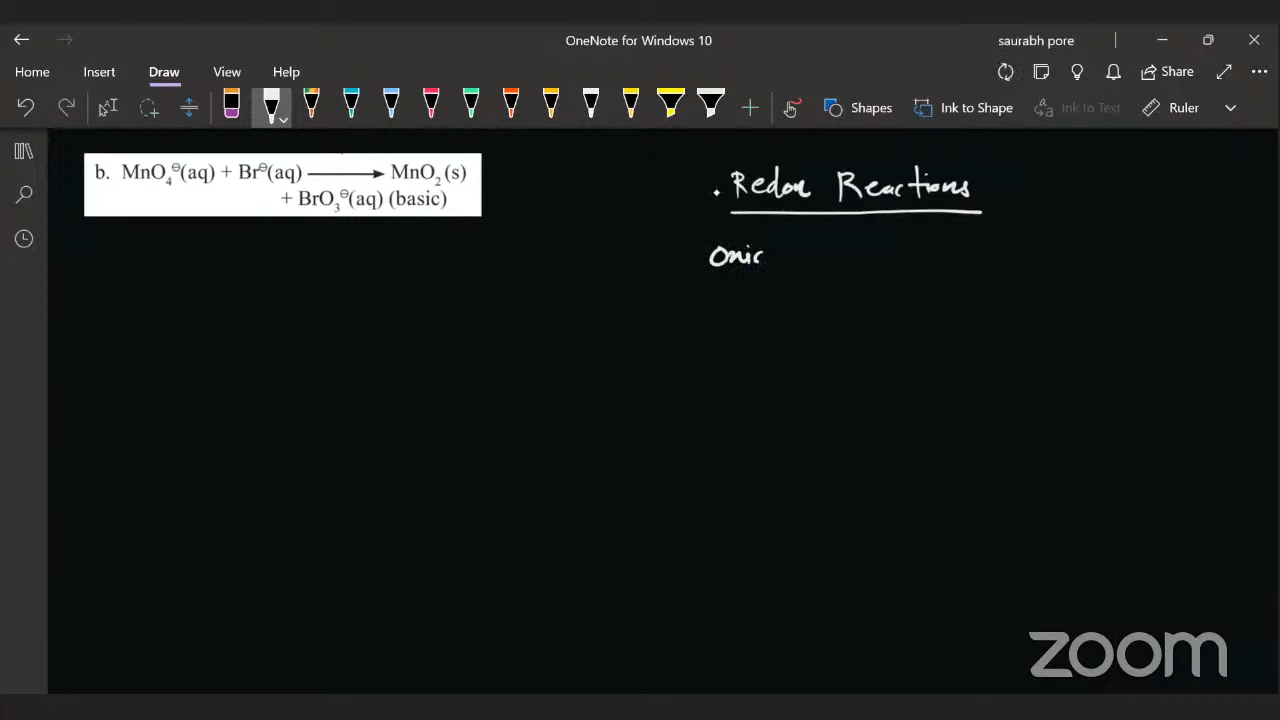 OneNote for Windows 10
saurabh pore
Home Insert Draw View Help
Share
Shapes Ink to Shape Ink to Text Ruler
b. MnO₄⊖(aq) + Br⊖(aq) ⟶ MnO₂(s)
+ BrO₃⊖(aq) (basic)
. Redox Reactions
Oxid
zoom